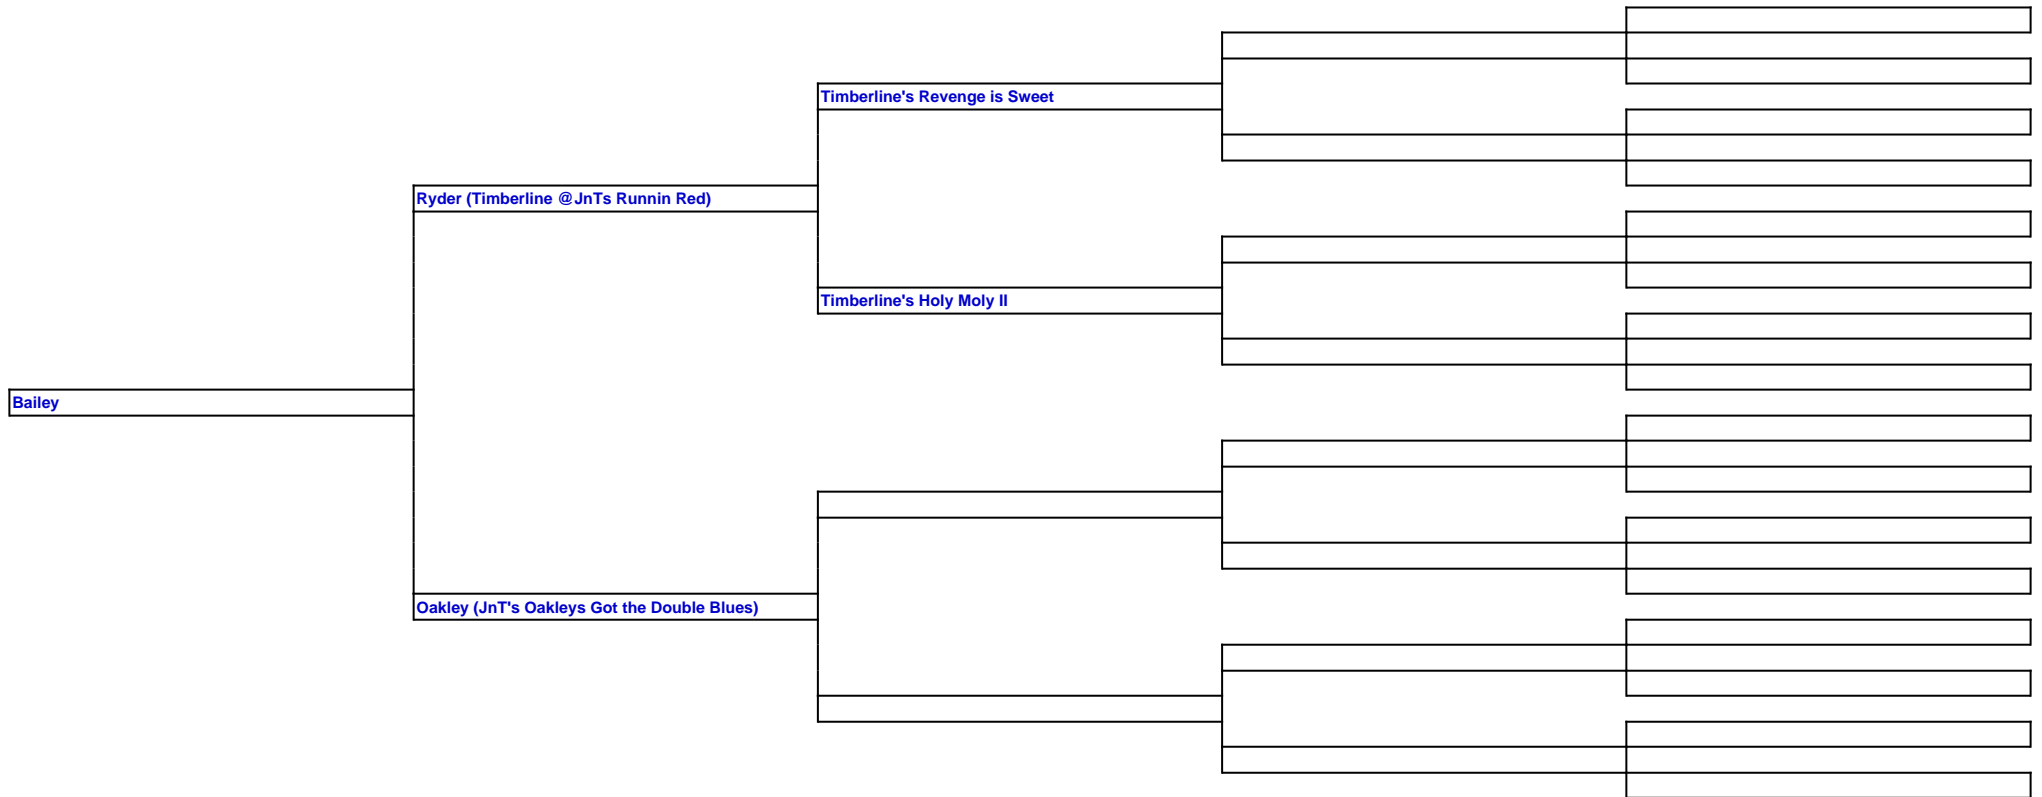 Timberline's Revenge is Sweet
Ryder (Timberline @JnTs Runnin Red)
Timberline's Holy Moly II
Bailey
Oakley (JnT's Oakleys Got the Double Blues)